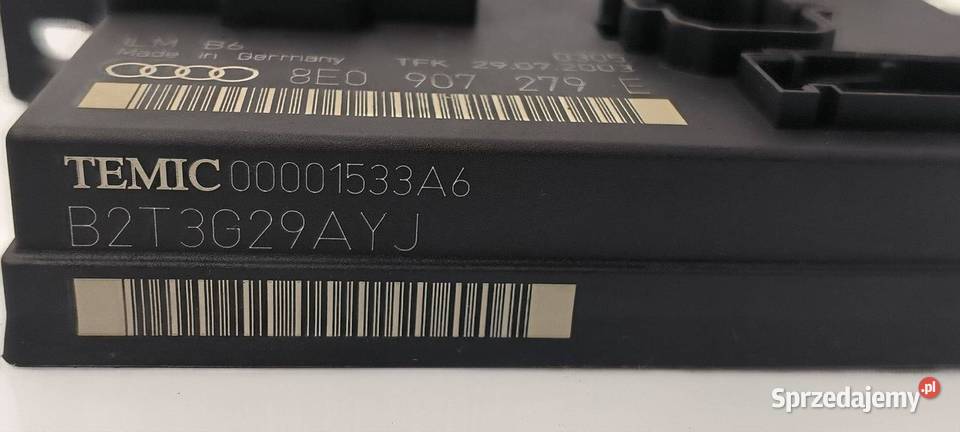 ILM B6 0305
Made in Germany TFK 29.07.2003
8E0 907 279 E
TEMIC 00001533A6
B2T3G29AYJ
Sprzedajemy.pl